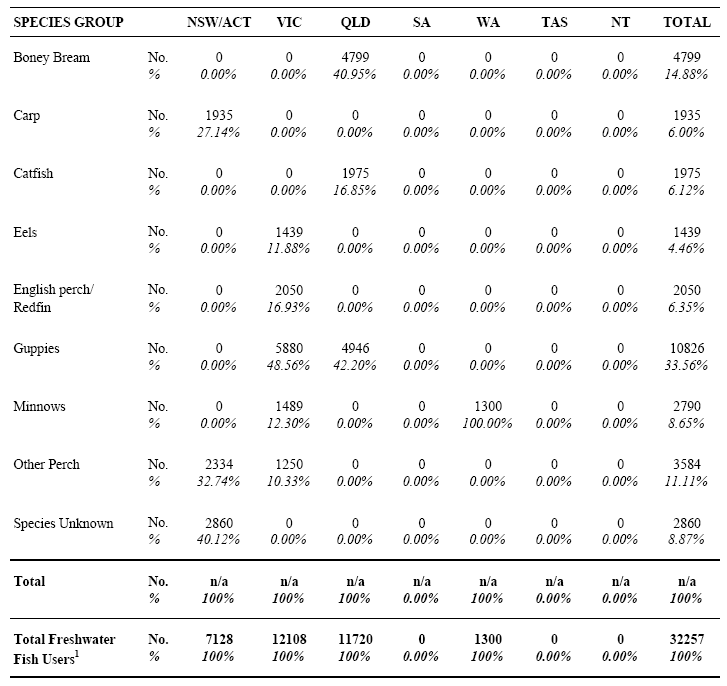 SPECIES GROUP NSW/ACT VIC QLD SA WA TAS NT TOTAL
Boney Bream No. 0 0 4799 0 0 0 0 4799
% 0.00% 0.00% 40.95% 0.00% 0.00% 0.00% 0.00% 14.88%
Carp No. 1935 0 0 0 0 0 0 1935
% 27.14% 0.00% 0.00% 0.00% 0.00% 0.00% 0.00% 6.00%
Catfish No. 0 0 1975 0 0 0 0 1975
% 0.00% 0.00% 16.85% 0.00% 0.00% 0.00% 0.00% 6.12%
Eels No. 0 1439 0 0 0 0 0 1439
% 0.00% 11.88% 0.00% 0.00% 0.00% 0.00% 0.00% 4.46%
English perch/ No. 0 2050 0 0 0 0 0 2050
Redfin % 0.00% 16.93% 0.00% 0.00% 0.00% 0.00% 0.00% 6.35%
Guppies No. 0 5880 4946 0 0 0 0 10826
% 0.00% 48.56% 42.20% 0.00% 0.00% 0.00% 0.00% 33.56%
Minnows No. 0 1489 0 0 1300 0 0 2790
% 0.00% 12.30% 0.00% 0.00% 100.00% 0.00% 0.00% 8.65%
Other Perch No. 2334 1250 0 0 0 0 0 3584
% 32.74% 10.33% 0.00% 0.00% 0.00% 0.00% 0.00% 11.11%
Species Unknown No. 2860 0 0 0 0 0 0 2860
% 40.12% 0.00% 0.00% 0.00% 0.00% 0.00% 0.00% 8.87%
Total No. n/a n/a n/a n/a n/a n/a n/a n/a
% 100% 100% 100% 0.00% 100% 0.00% 0.00% 100%
Total Freshwater No. 7128 12108 11720 0 1300 0 0 32257
Fish Users¹ % 100% 100% 100% 0.00% 100% 0.00% 0.00% 100%